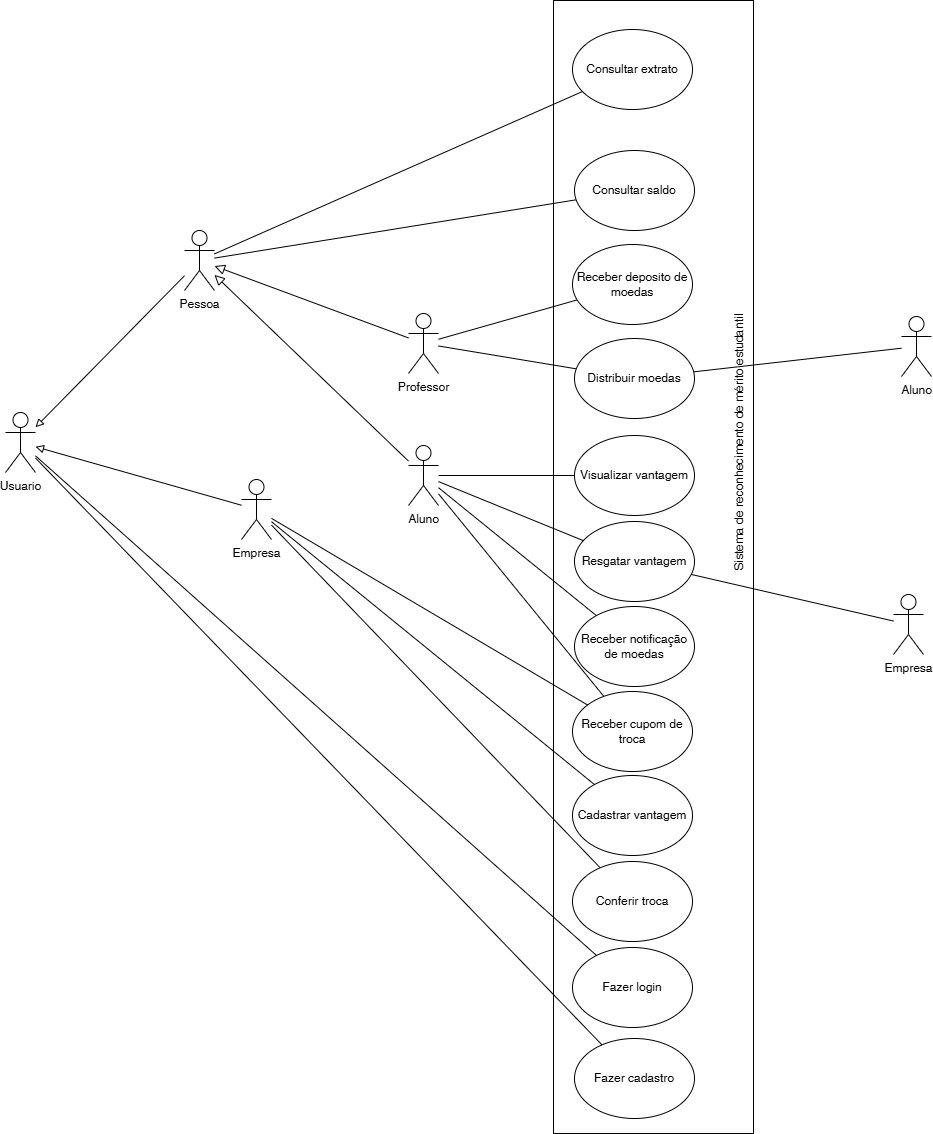 Consultar extrato
Consultar saldo
Pessoa
Receber deposito de
moedas
Professor
Distribuir moedas
Sistema de reconhecimento de mérito estudantil
Aluno
Usuario
Visualizar vantagem
Aluno
Empresa
Resgatar vantagem
Receber notificação
de moedas
Empresa
Receber cupom de
troca
Cadastrar vantagem
Conferir troca
Fazer login
Fazer cadastro